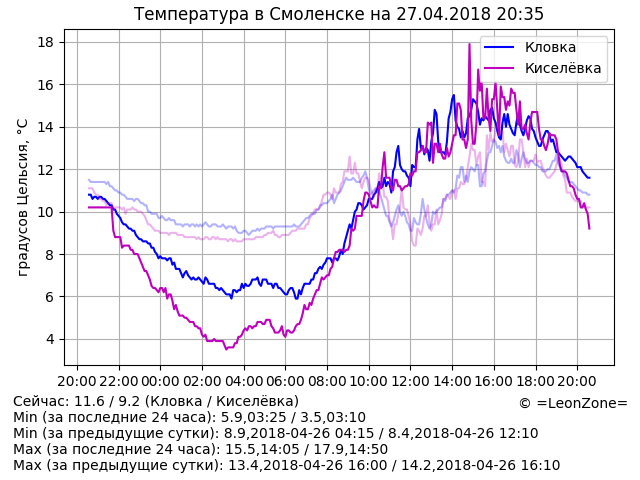 Температура в Смоленске на 27.04.2018 20:35
Кловка
Киселёвка
градусов Цельсия, °C
18
16
14
12
10
8
6
4
20:00 22:00 00:00 02:00 04:00 06:00 08:00 10:00 12:00 14:00 16:00 18:00 20:00
Сейчас: 11.6 / 9.2 (Кловка / Киселёвка)
© =LeonZone=
Min (за последние 24 часа): 5.9,03:25 / 3.5,03:10
Min (за предыдущие сутки): 8.9,2018-04-26 04:15 / 8.4,2018-04-26 12:10
Max (за последние 24 часа): 15.5,14:05 / 17.9,14:50
Max (за предыдущие сутки): 13.4,2018-04-26 16:00 / 14.2,2018-04-26 16:10